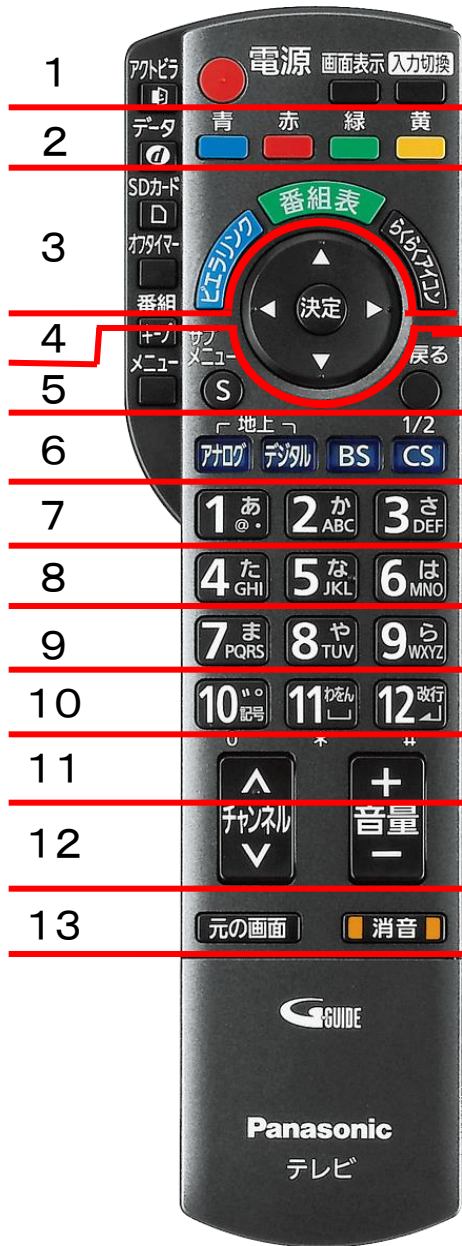 1 アクトビラ 電源 画面表示 入力切換
2 データ d 青 赤 緑 黄
3 SDカード 番組表
オフタイマー ビエラリンク らくらくアイコン
番組 決定
4 キープ サブメニュー 戻る
5 メニュー S
地上 1/2
6 アナログ デジタル BS CS
7 1 あ @. 2 か ABC 3 さ DEF
8 4 た GHI 5 な JKL 6 は MNO
9 7 ま PQRS 8 や TUV 9 ら WXYZ
10 10 ゛゜ 記号 11 わをん 12 改行
0 * #
11 + 
12 チャンネル 音量 −
13 元の画面 消音
G-GUIDE
Panasonic
テレビ